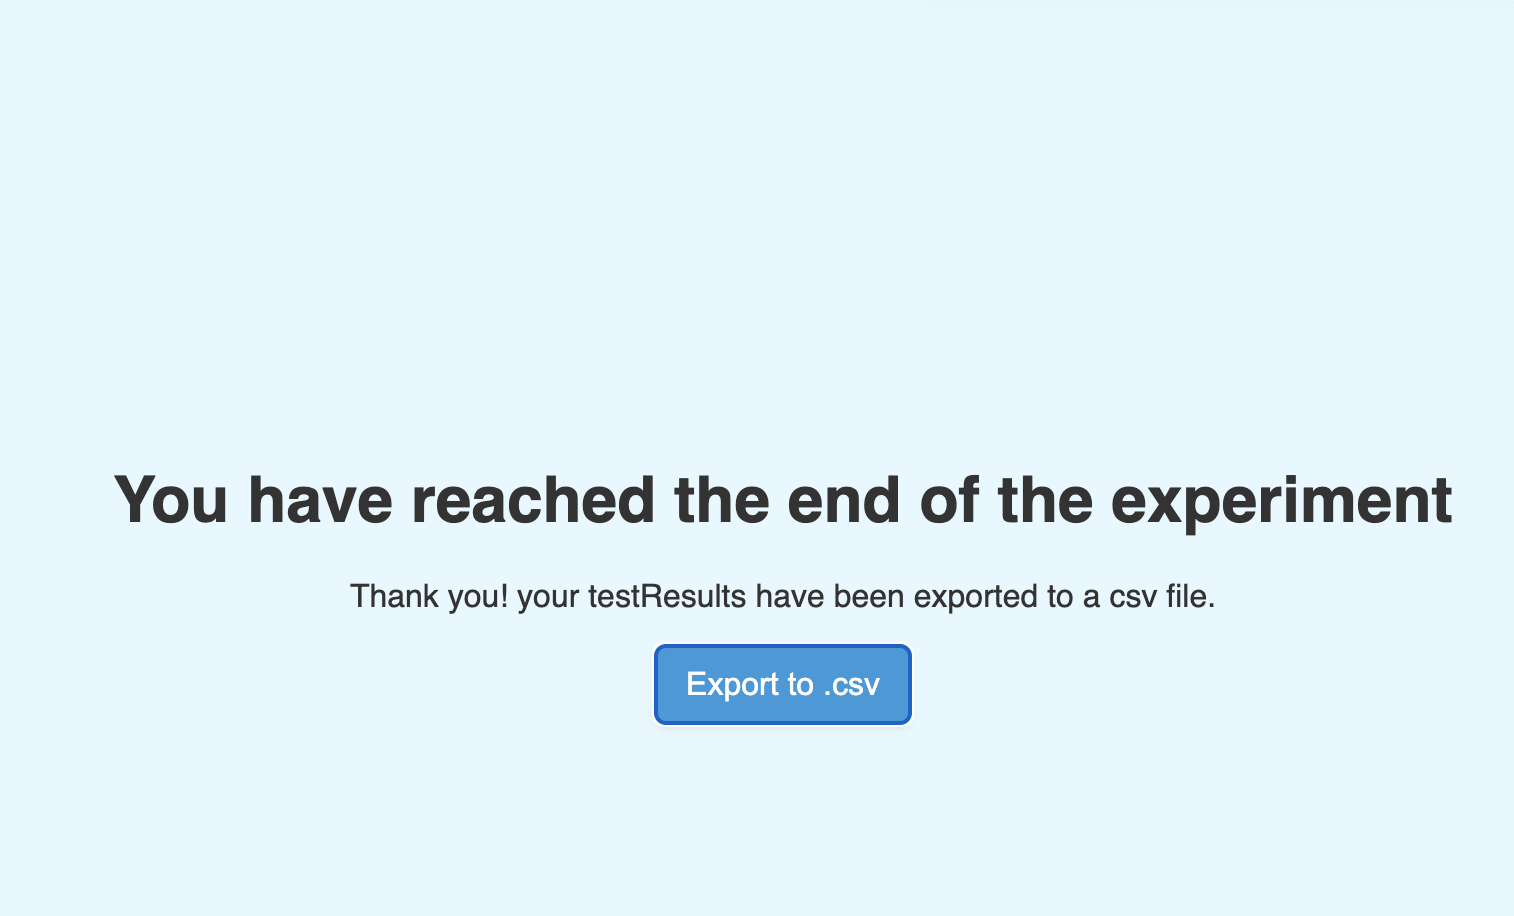 You have reached the end of the experiment
Thank you! your testResults have been exported to a csv file.
Export to .csv